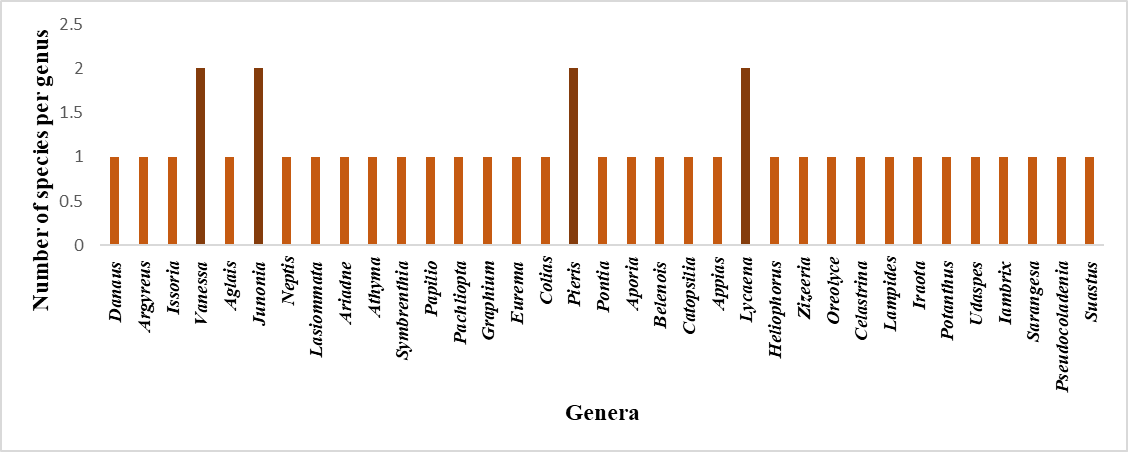 Number of species per genus
2.5
2
1.5
1
0.5
0
Danaus
Argyreus
Issoria
Vanessa
Aglais
Junonia
Neptis
Lasiommata
Ariadne
Athyma
Symbrenthia
Papilio
Pachliopta
Graphium
Eurema
Colias
Pieris
Pontia
Aporia
Belenois
Catopsilia
Appias
Lycaena
Heliophorus
Zizeeria
Oreolyce
Celastrina
Lampides
Iraota
Potanthus
Udaspes
Iambrix
Sarangesa
Pseudocoladenia
Suastus
Genera